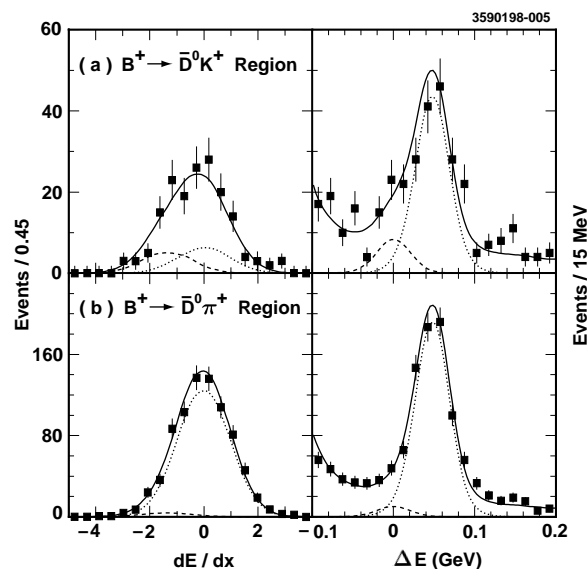 3590198-005
60
(a) B⁺ → D̄⁰K⁺ Region
40
20
0
Events / 0.45
Events / 15 MeV
(b) B⁺ → D̄⁰π⁺ Region
160
80
0
−4 −2 0 2 −0.1 0 0.1 0.2
dE / dx
ΔE (GeV)